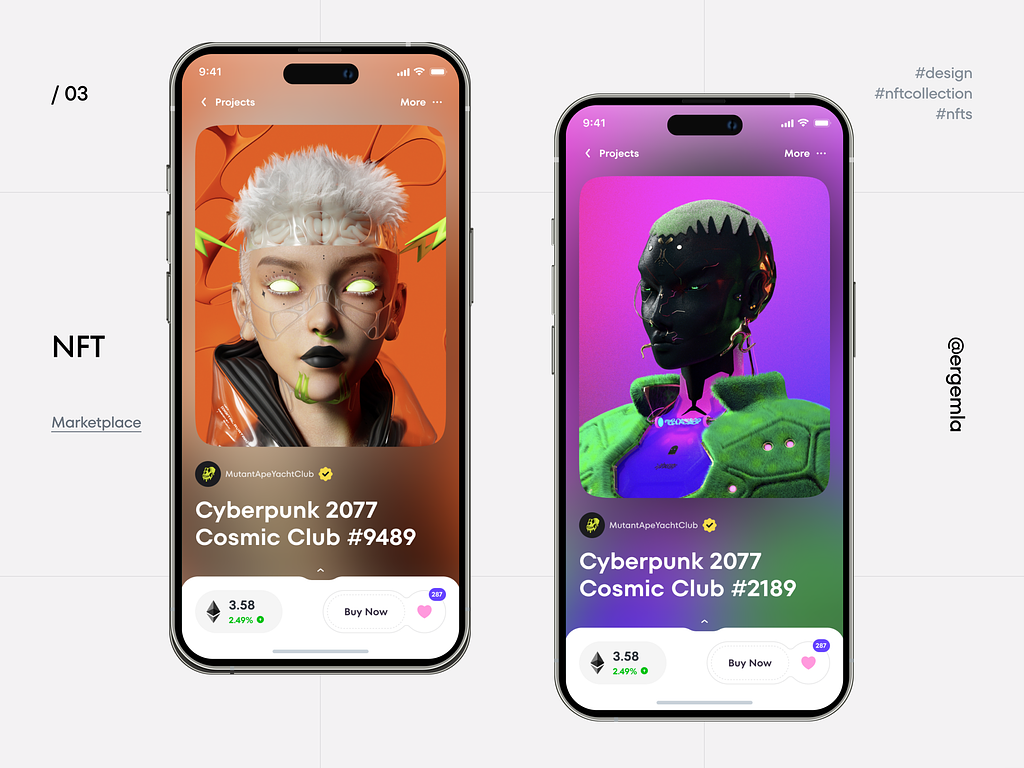 / 03
NFT
Marketplace
9:41
Projects
More
MutantApeYachtClub
Cyberpunk 2077
Cosmic Club #9489
3.58
2.49%
Buy Now
287
9:41
Projects
More
MutantApeYachtClub
Cyberpunk 2077
Cosmic Club #2189
3.58
2.49%
Buy Now
287
#design
#nftcollection
#nfts
@ergemla